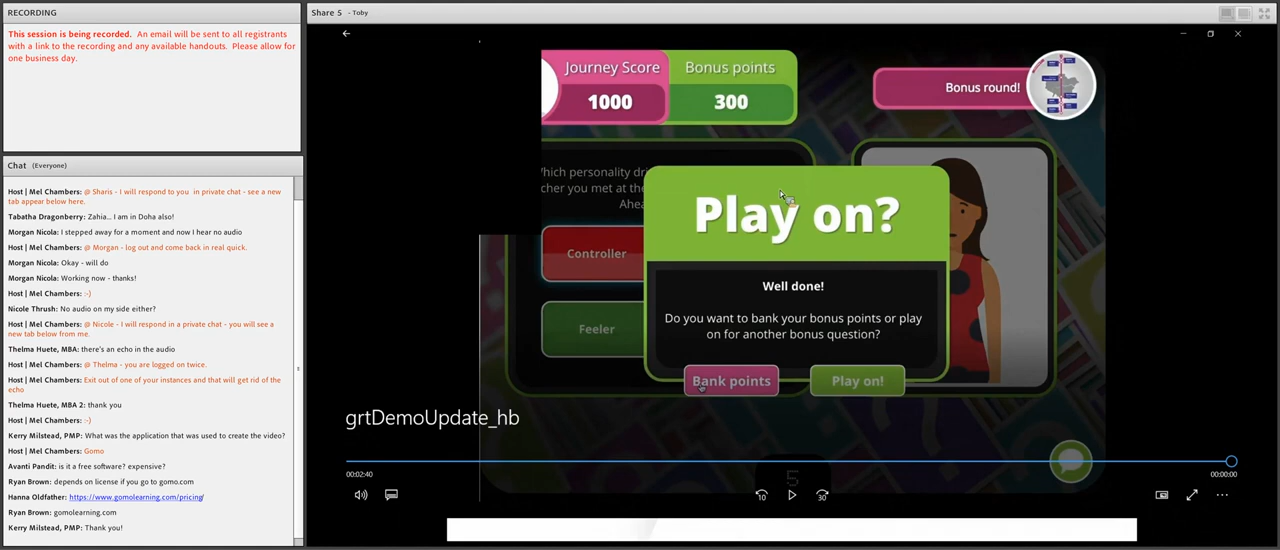 RECORDING
This session is being recorded. An email will be sent to all registrants
with a link to the recording and any available handouts. Please allow for
one business day.
Chat (Everyone)
Host | Mel Chambers: @ Sharis - I will respond to you in private chat - see a new
tab appear below here.
Tabatha Dragonberry: Zahia... I am in Doha also!
Morgan Nicola: I stepped away for a moment and now I hear no audio
Host | Mel Chambers: @ Morgan - log out and come back in real quick.
Morgan Nicola: Okay - will do
Morgan Nicola: Working now - thanks!
Host | Mel Chambers: :-)
Nicole Thrush: No audio on my side either?
Host | Mel Chambers: @ Nicole - I will respond in a private chat - you will see a
new tab below from me.
Thelma Huete, MBA: there's an echo in the audio
Host | Mel Chambers: @ Thelma - you are logged on twice.
Host | Mel Chambers: Exit out of one of your instances and that will get rid of the
echo
Thelma Huete, MBA 2: thank you
Host | Mel Chambers: :-)
Kerry Milstead, PMP: What was the application that was used to create the video?
Host | Mel Chambers: Gomo
Avanti Pandit: is it a free software? expensive?
Ryan Brown: depends on license if you go to gomo.com
Hanna Oldfather: https://www.gomolearning.com/pricing/
Ryan Brown: gomolearning.com
Kerry Milstead, PMP: Thank you!
Share 5 - Toby
Journey Score
1000
Bonus points
300
Bonus round!
Which personality dri
cher you met at the
Ahea
Controller
Feeler
Play on?
Well done!
Do you want to bank your bonus points or play
on for another bonus question?
Bank points
Play on!
grtDemoUpdate_hb
5
00:02:40
00:00:00
10
30